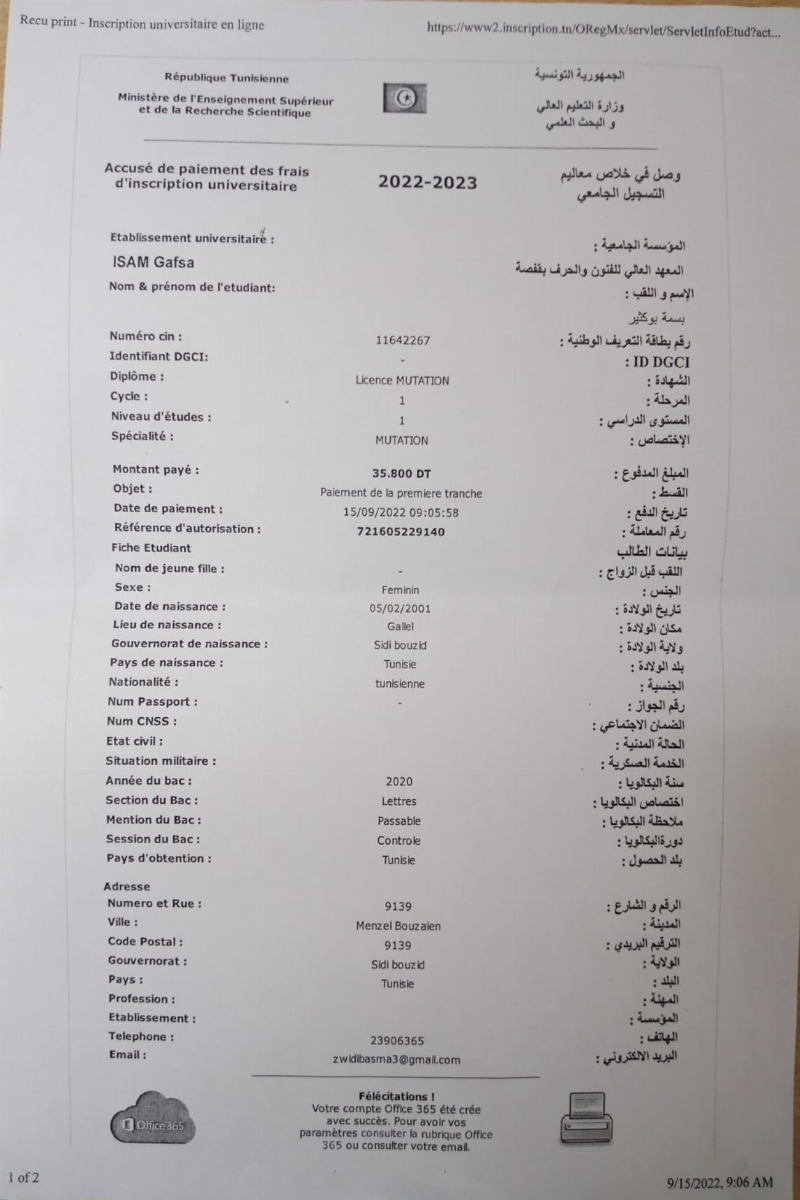 Recu print - Inscription universitaire en ligne https://www2.inscription.tn/ORegMx/servlet/ServletInfoEtud?act...
République Tunisienne الجمهورية التونسية
Ministère de l'Enseignement Supérieur وزارة التعليم العالي
et de la Recherche Scientifique و البحث العلمي
Accusé de paiement des frais 2022-2023 وصل في خلاص معاليم
d'inscription universitaire التسجيل الجامعي
Etablissement universitaire : المؤسسة الجامعية :
ISAM Gafsa المعهد العالي للفنون والحرف بقفصة
Nom & prénom de l'etudiant: الإسم و اللقب :
بسمة بوكثير
Numéro cin : 11642267 رقم بطاقة التعريف الوطنية :
Identifiant DGCI: - ID DGCI :
Diplôme : Licence MUTATION الشهادة :
Cycle : 1 المرحلة :
Niveau d'études : 1 المستوى الدراسي :
Spécialité : MUTATION الإختصاص :
Montant payé : 35.800 DT المبلغ المدفوع :
Objet : Paiement de la premiere tranche القسط :
Date de paiement : 15/09/2022 09:05:58 تاريخ الدفع :
Référence d'autorisation : 721605229140 رقم المعاملة :
Fiche Etudiant بيانات الطالب
Nom de jeune fille : - اللقب قبل الزواج :
Sexe : Feminin الجنس :
Date de naissance : 05/02/2001 تاريخ الولادة :
Lieu de naissance : Gallel مكان الولادة :
Gouvernorat de naissance : Sidi bouzid ولاية الولادة :
Pays de naissance : Tunisie بلد الولادة :
Nationalité : tunisienne الجنسية :
Num Passport : - رقم الجواز :
Num CNSS : الضمان الاجتماعي :
Etat civil : الحالة المدنية :
Situation militaire : الخدمة العسكرية :
Année du bac : 2020 سنة البكالويا :
Section du Bac : Lettres اختصاص البكالويا :
Mention du Bac : Passable ملاحظة البكالويا :
Session du Bac : Controle دورةالبكالويا :
Pays d'obtention : Tunisie بلد الحصول :
Adresse
Numero et Rue : 9139 الرقم و الشارع :
Ville : Menzel Bouzaien المدينة :
Code Postal : 9139 الترقيم البريدي :
Gouvernorat : Sidi bouzid الولاية :
Pays : Tunisie البلد :
Profession : المهنة :
Etablissement : المؤسسة :
Telephone : 23906365 الهاتف :
Email : zwidibasma3@gmail.com البريد الالكتروني :
Félécitations !
Votre compte Office 365 été crée
avec succès. Pour avoir vos
paramètres consulter la rubrique Office
365 ou consulter votre email.
Office 365
1 of 2 9/15/2022, 9:06 AM